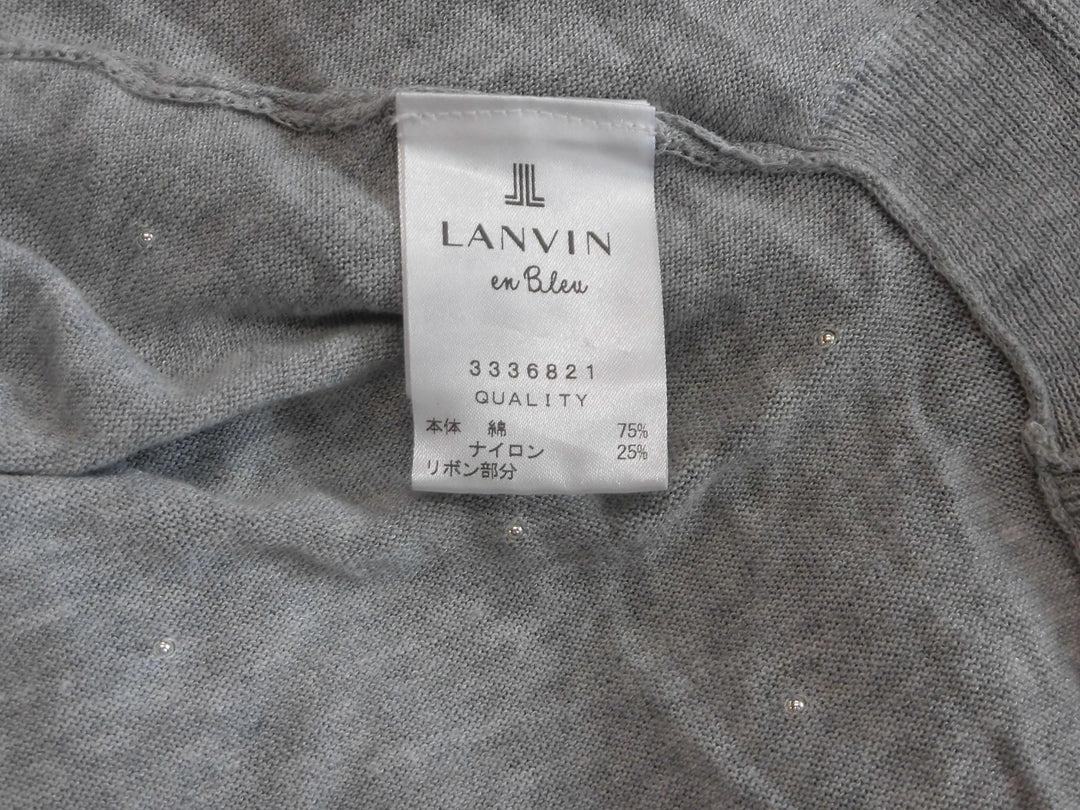 LANVIN
en Bleu
3336821
QUALITY
本体 綿 75%
ナイロン 25%
リボン部分